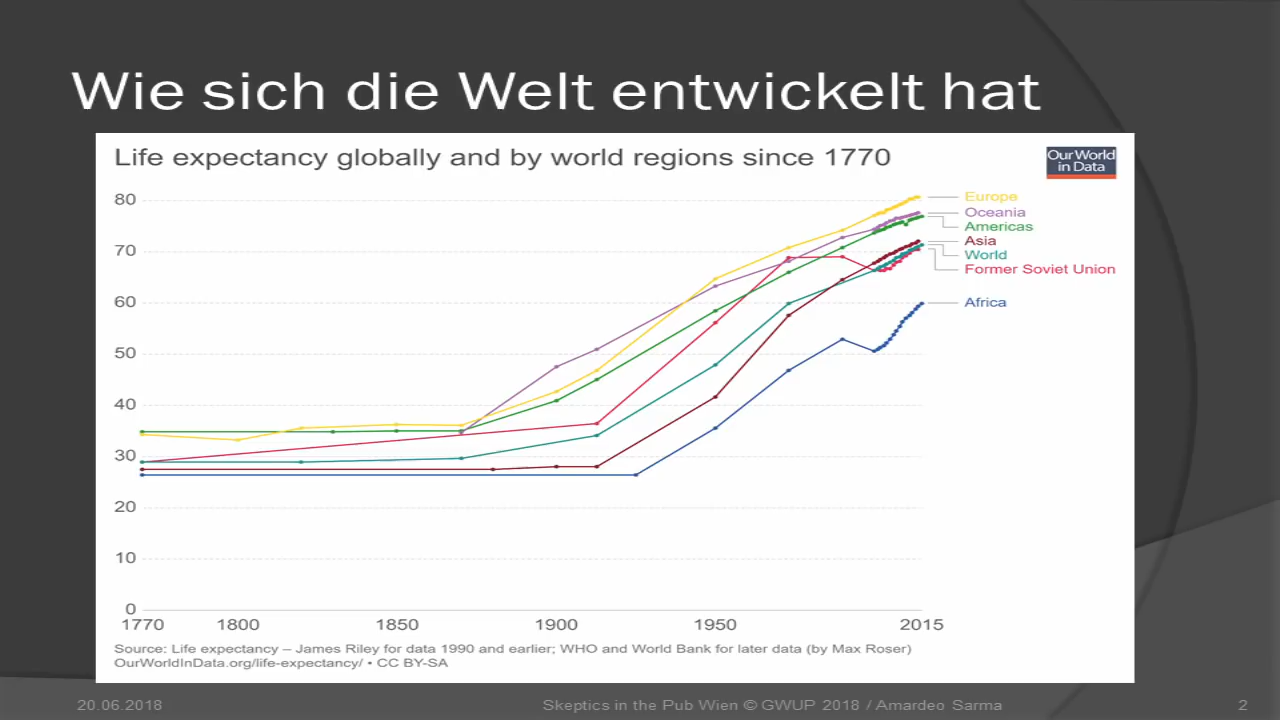 Wie sich die Welt entwickelt hat
Life expectancy globally and by world regions since 1770
Our World
in Data
80
70
60
50
40
30
20
10
0
Europe
Oceania
Americas
Asia
World
Former Soviet Union
Africa
1770 1800 1850 1900 1950 2015
Source: Life expectancy – James Riley for data 1990 and earlier; WHO and World Bank for later data (by Max Roser)
OurWorldInData.org/life-expectancy/ • CC BY-SA
20.06.2018 Skeptics in the Pub Wien © GWUP 2018 / Amardeo Sarma 2